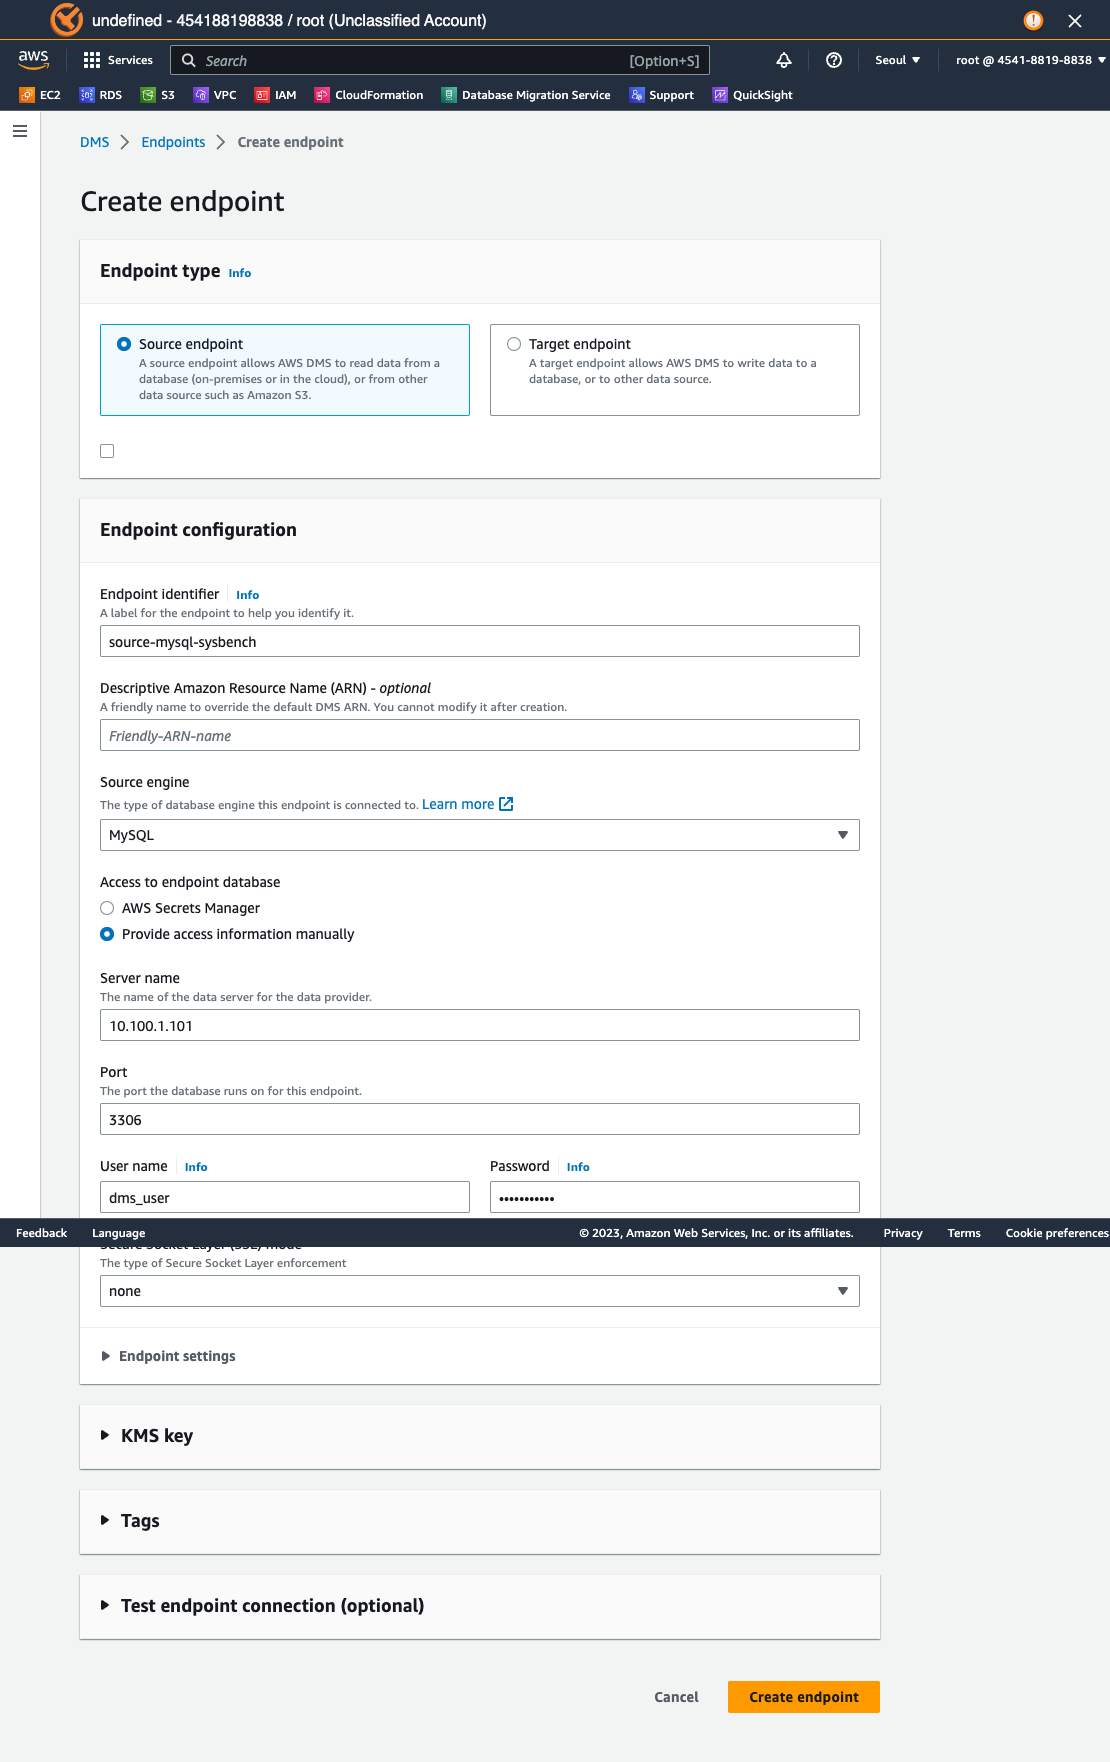 undefined - 454188198838 / root (Unclassified Account)
aws
Services
Search
[Option+S]
Seoul
root @ 4541-8819-8838
EC2
RDS
S3
VPC
IAM
CloudFormation
Database Migration Service
Support
QuickSight
DMS
Endpoints
Create endpoint
Create endpoint
Endpoint type
Info
Source endpoint
A source endpoint allows AWS DMS to read data from a
database (on-premises or in the cloud), or from other
data source such as Amazon S3.
Target endpoint
A target endpoint allows AWS DMS to write data to a
database, or to other data source.
Endpoint configuration
Endpoint identifier
Info
A label for the endpoint to help you identify it.
source-mysql-sysbench
Descriptive Amazon Resource Name (ARN) - optional
A friendly name to override the default DMS ARN. You cannot modify it after creation.
Friendly-ARN-name
Source engine
The type of database engine this endpoint is connected to. Learn more
MySQL
Access to endpoint database
AWS Secrets Manager
Provide access information manually
Server name
The name of the data server for the data provider.
10.100.1.101
Port
The port the database runs on for this endpoint.
3306
User name
Info
Password
Info
dms_user
•••••••••••
Feedback
Language
© 2023, Amazon Web Services, Inc. or its affiliates.
Privacy
Terms
Cookie preferences
Secure Socket Layer (SSL) mode
The type of Secure Socket Layer enforcement
none
Endpoint settings
KMS key
Tags
Test endpoint connection (optional)
Cancel
Create endpoint